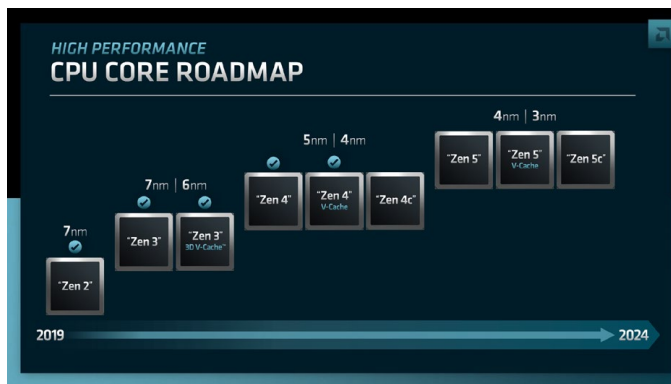 HIGH PERFORMANCE
CPU CORE ROADMAP
7nm
"Zen 2"
7nm | 6nm
"Zen 3"
"Zen 3"
3D V-Cache™
5nm | 4nm
"Zen 4"
"Zen 4"
V-Cache
"Zen 4c"
4nm | 3nm
"Zen 5"
"Zen 5"
V-Cache
"Zen 5c"
2019
2024